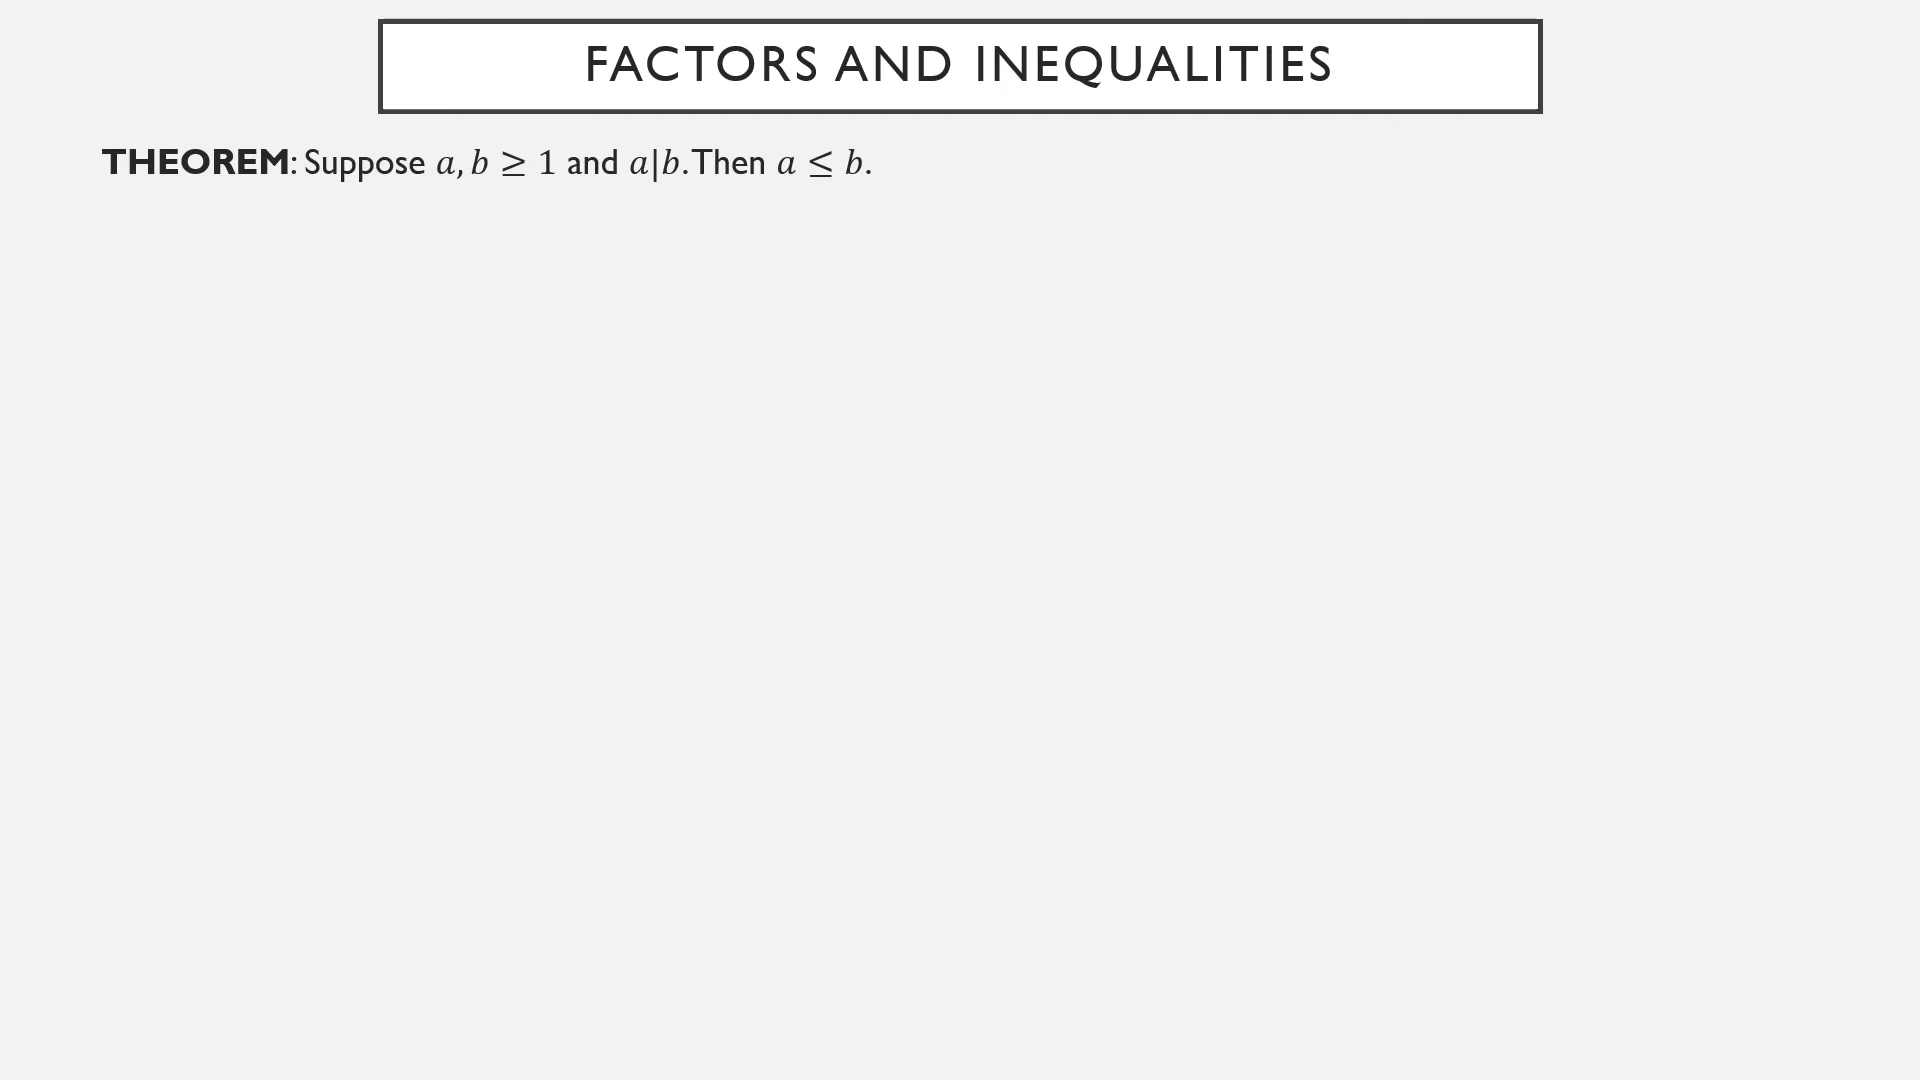 FACTORS AND INEQUALITIES
THEOREM: Suppose a, b ≥ 1 and a|b. Then a ≤ b.